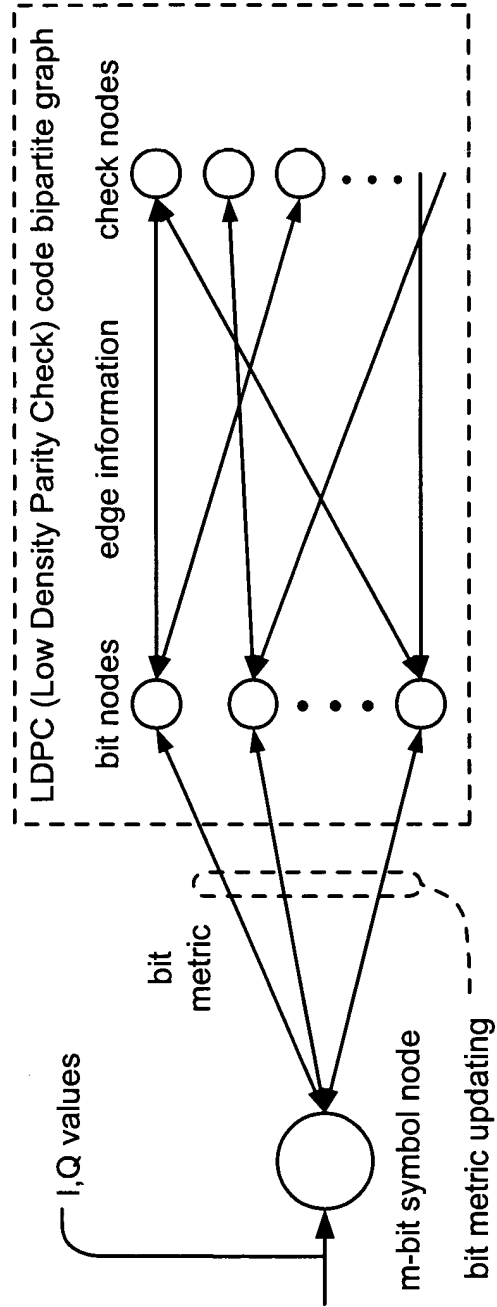 LDPC (Low Density Parity Check) code bipartite graph
bit nodes
edge information
check nodes
I,Q values
bit
metric
m-bit symbol node
bit metric updating